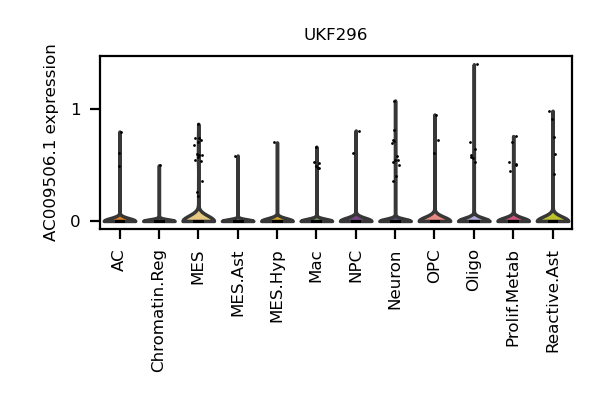 UKF296
AC009506.1 expression
1
0
AC
Chromatin.Reg
MES
MES.Ast
MES.Hyp
Mac
NPC
Neuron
OPC
Oligo
Prolif.Metab
Reactive.Ast